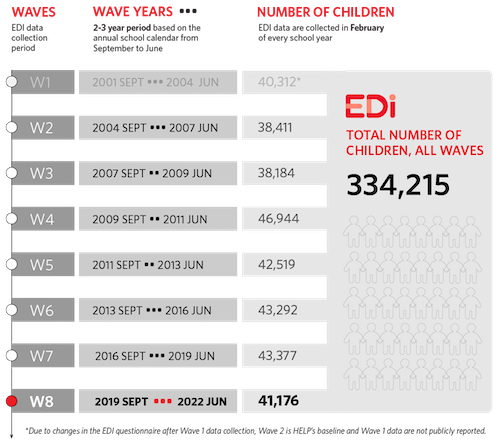 WAVES
EDI data
collection
period
WAVE YEARS •••
2-3 year period based on the
annual school calendar from
September to June
NUMBER OF CHILDREN
EDI data are collected in February
of every school year
W1 2001 SEPT ••• 2004 JUN 40,312*
W2 2004 SEPT ••• 2007 JUN 38,411
W3 2007 SEPT •• 2009 JUN 38,184
W4 2009 SEPT •• 2011 JUN 46,944
W5 2011 SEPT •• 2013 JUN 42,519
W6 2013 SEPT ••• 2016 JUN 43,292
W7 2016 SEPT ••• 2019 JUN 43,377
W8 2019 SEPT ••• 2022 JUN 41,176
EDi
TOTAL NUMBER OF
CHILDREN, ALL WAVES
334,215
*Due to changes in the EDI questionnaire after Wave 1 data collection, Wave 2 is HELP's baseline and Wave 1 data are not publicly reported.